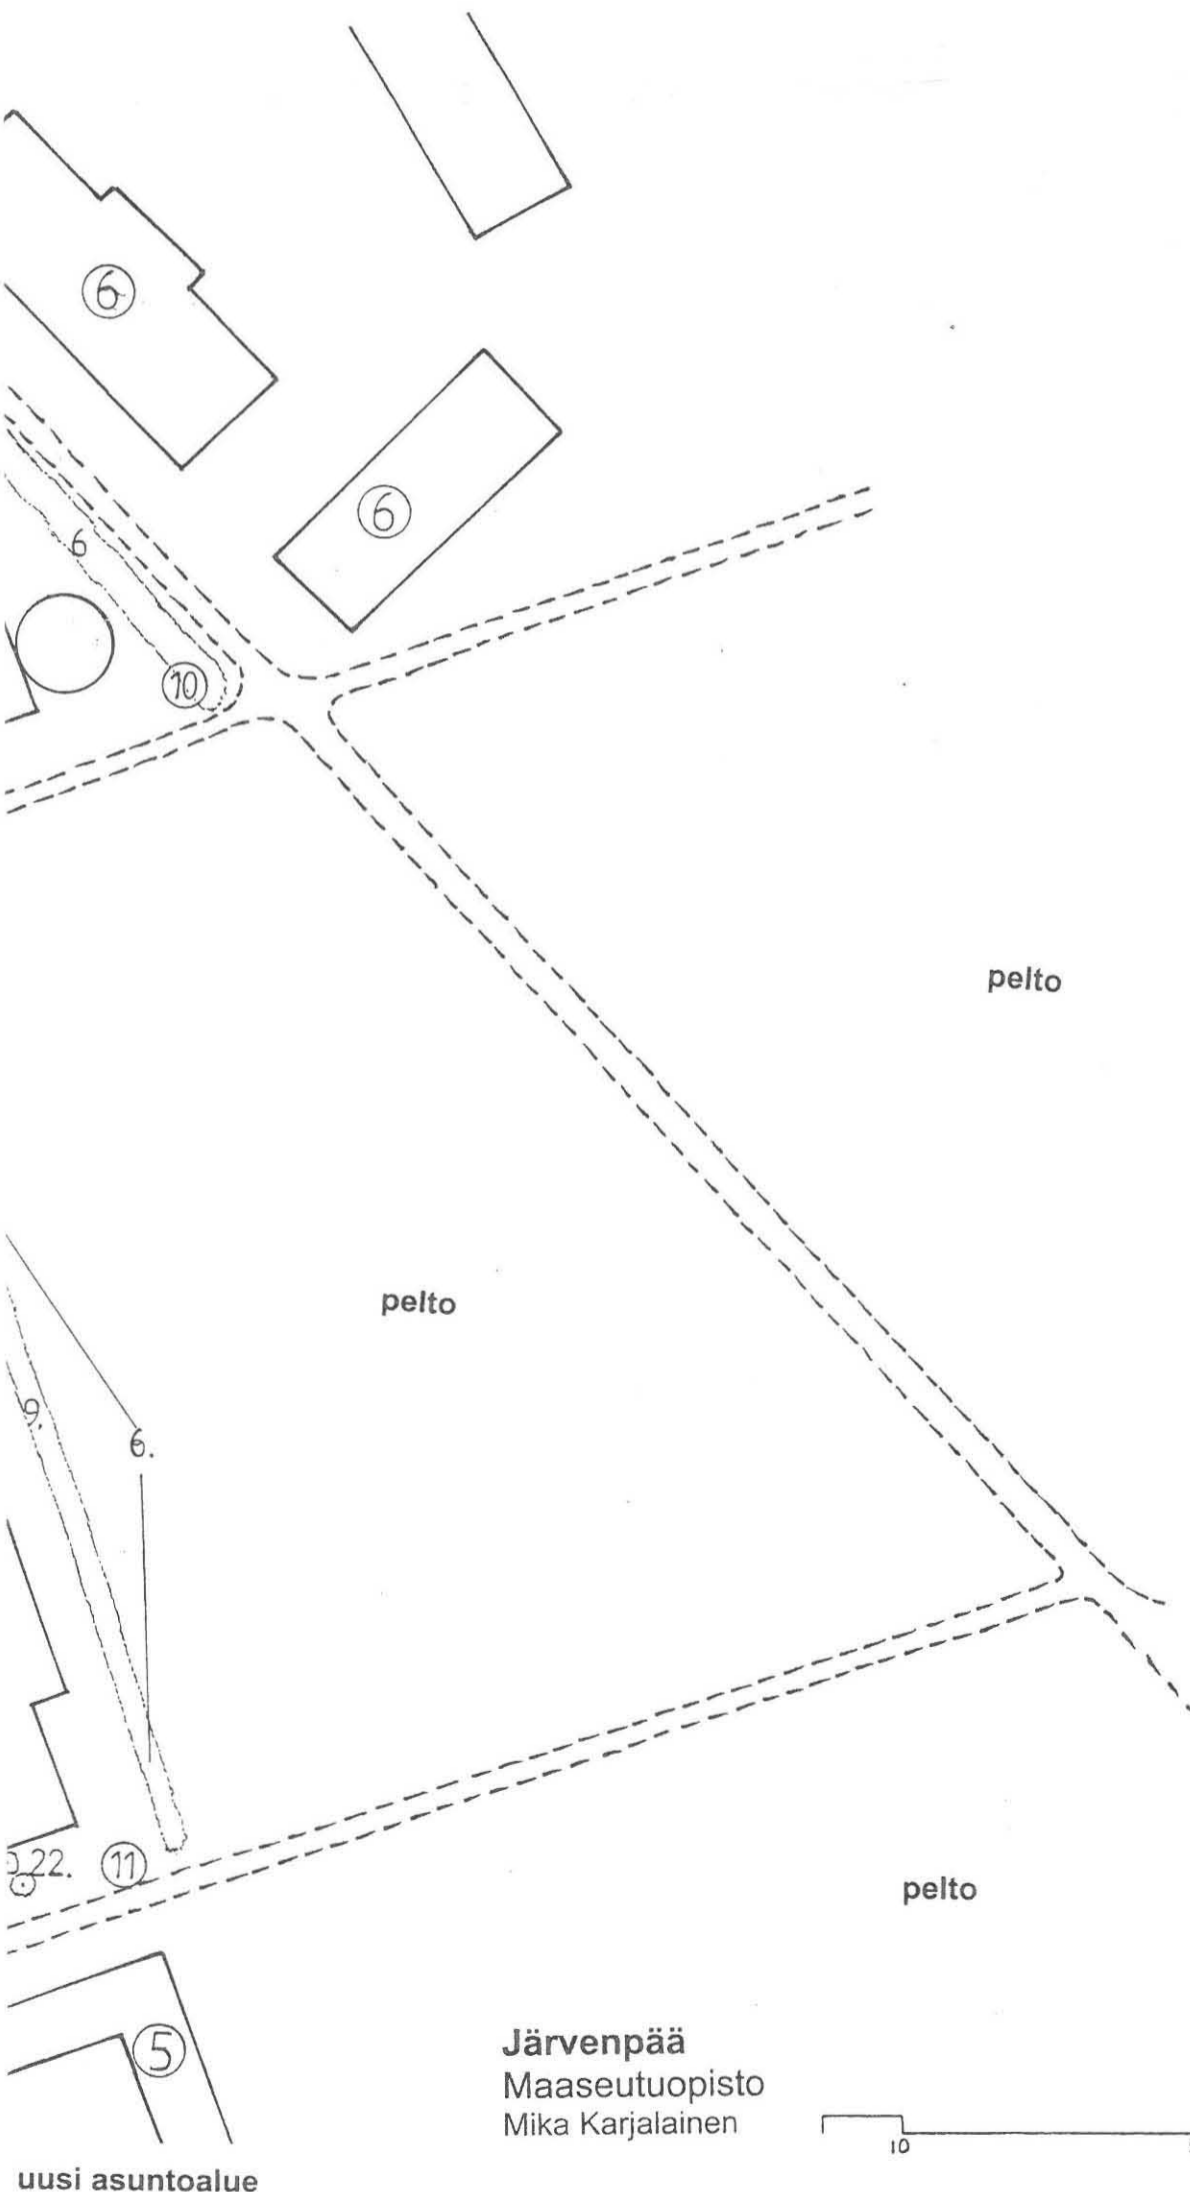 6
6
6
10
pelto
pelto
9.
6.
22.
11
pelto
5
Järvenpää
Maaseutuopisto
Mika Karjalainen
10
uusi asuntoalue